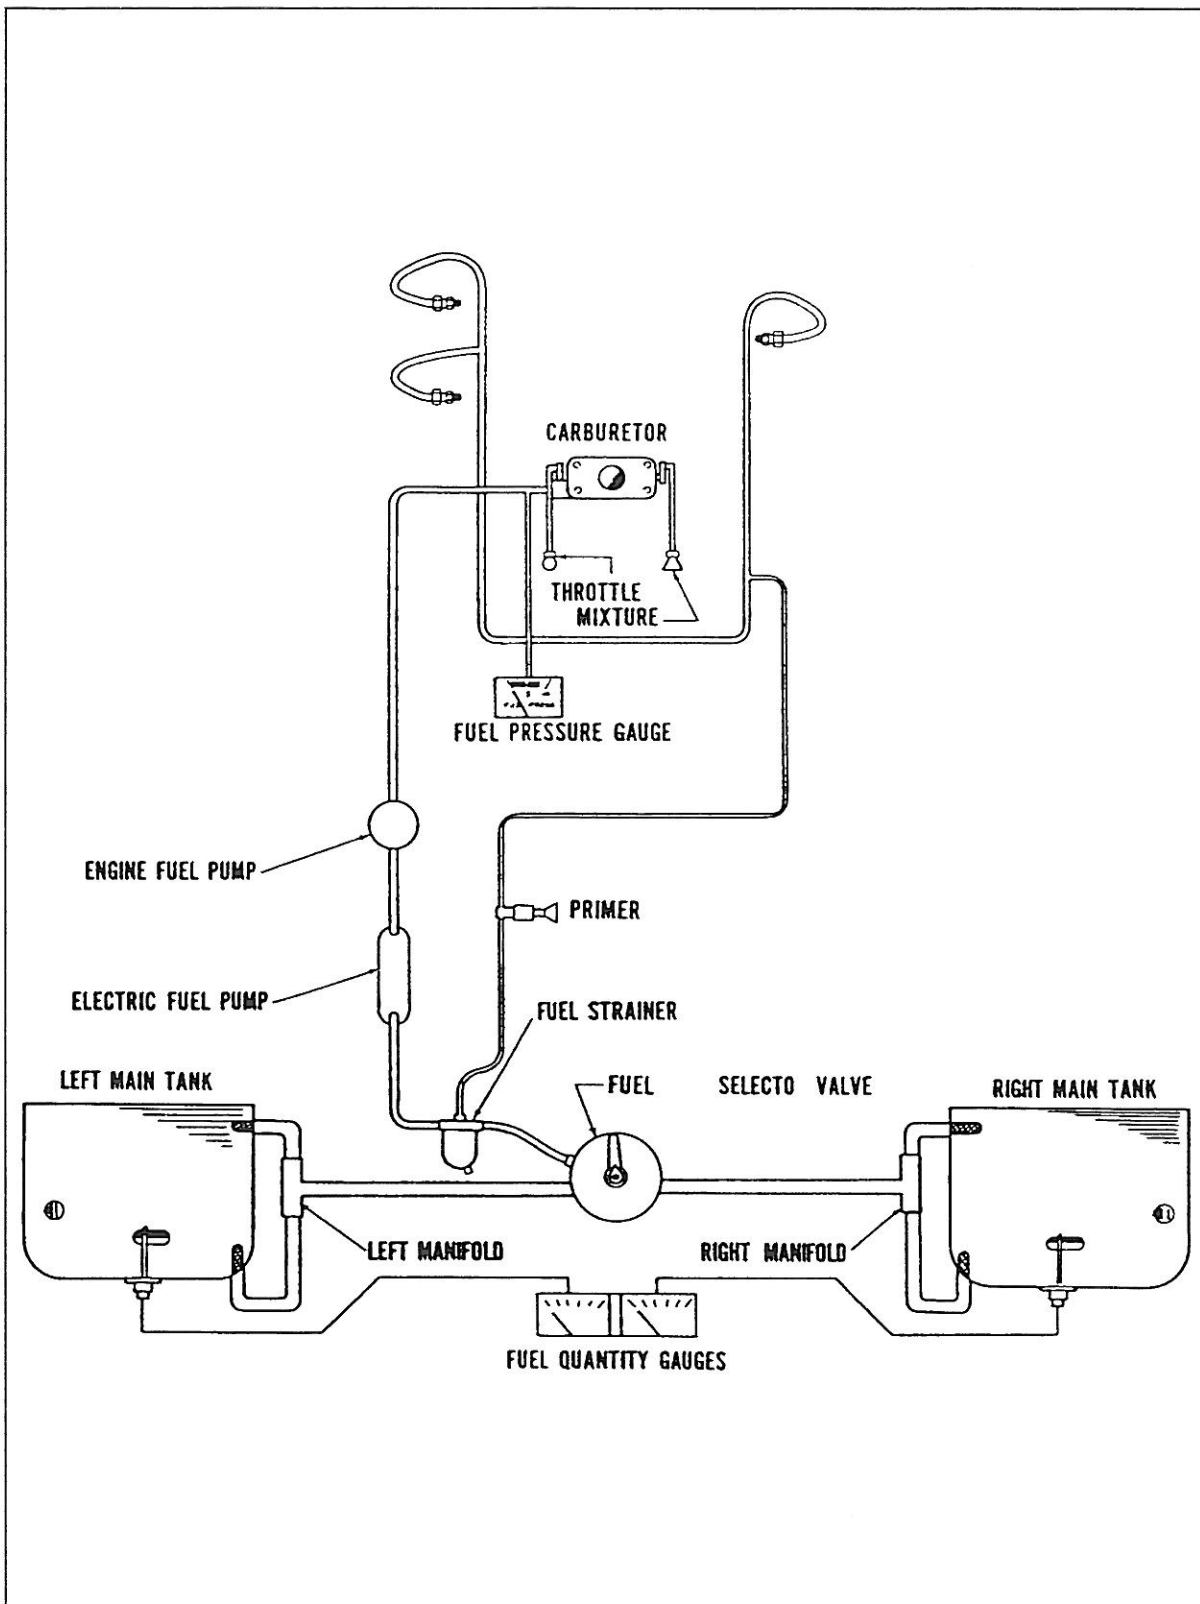 CARBURETOR
THROTTLE
MIXTURE
FUEL PRESSURE GAUGE
ENGINE FUEL PUMP
PRIMER
ELECTRIC FUEL PUMP
FUEL STRAINER
LEFT MAIN TANK
FUEL SELECTO VALVE
RIGHT MAIN TANK
LEFT MANIFOLD
RIGHT MANIFOLD
FUEL QUANTITY GAUGES